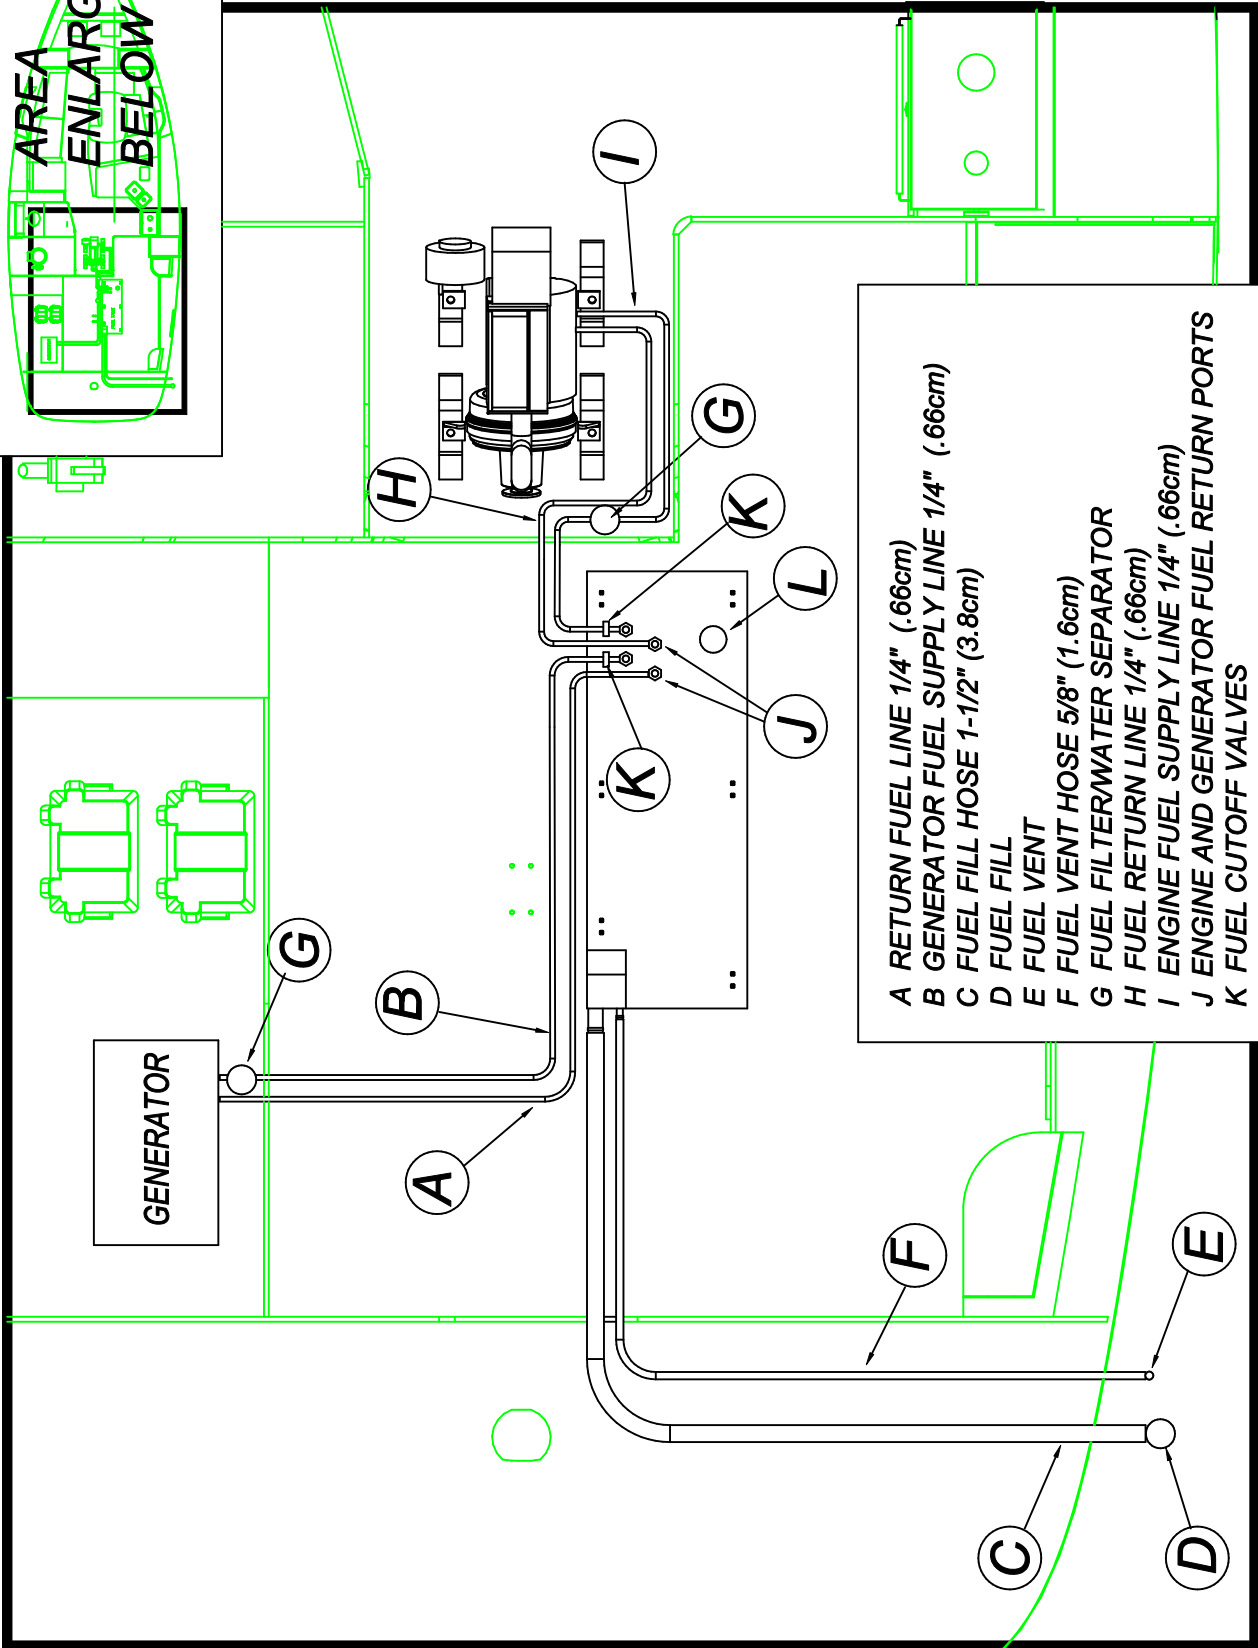 AREA
BELOW
GENERATOR
I
H
G
K
L
J
K
G
B
A
F
E
C
D
A RETURN FUEL LINE 1/4" (.66cm)
B GENERATOR FUEL SUPPLY LINE 1/4" (.66cm)
C FUEL FILL HOSE 1-1/2" (3.8cm)
D FUEL FILL
E FUEL VENT
F FUEL VENT HOSE 5/8" (1.6cm)
G FUEL FILTER/WATER SEPARATOR
H FUEL RETURN LINE 1/4" (.66cm)
I ENGINE FUEL SUPPLY LINE 1/4" (.66cm)
J ENGINE AND GENERATOR FUEL RETURN PORTS
K FUEL CUTOFF VALVES